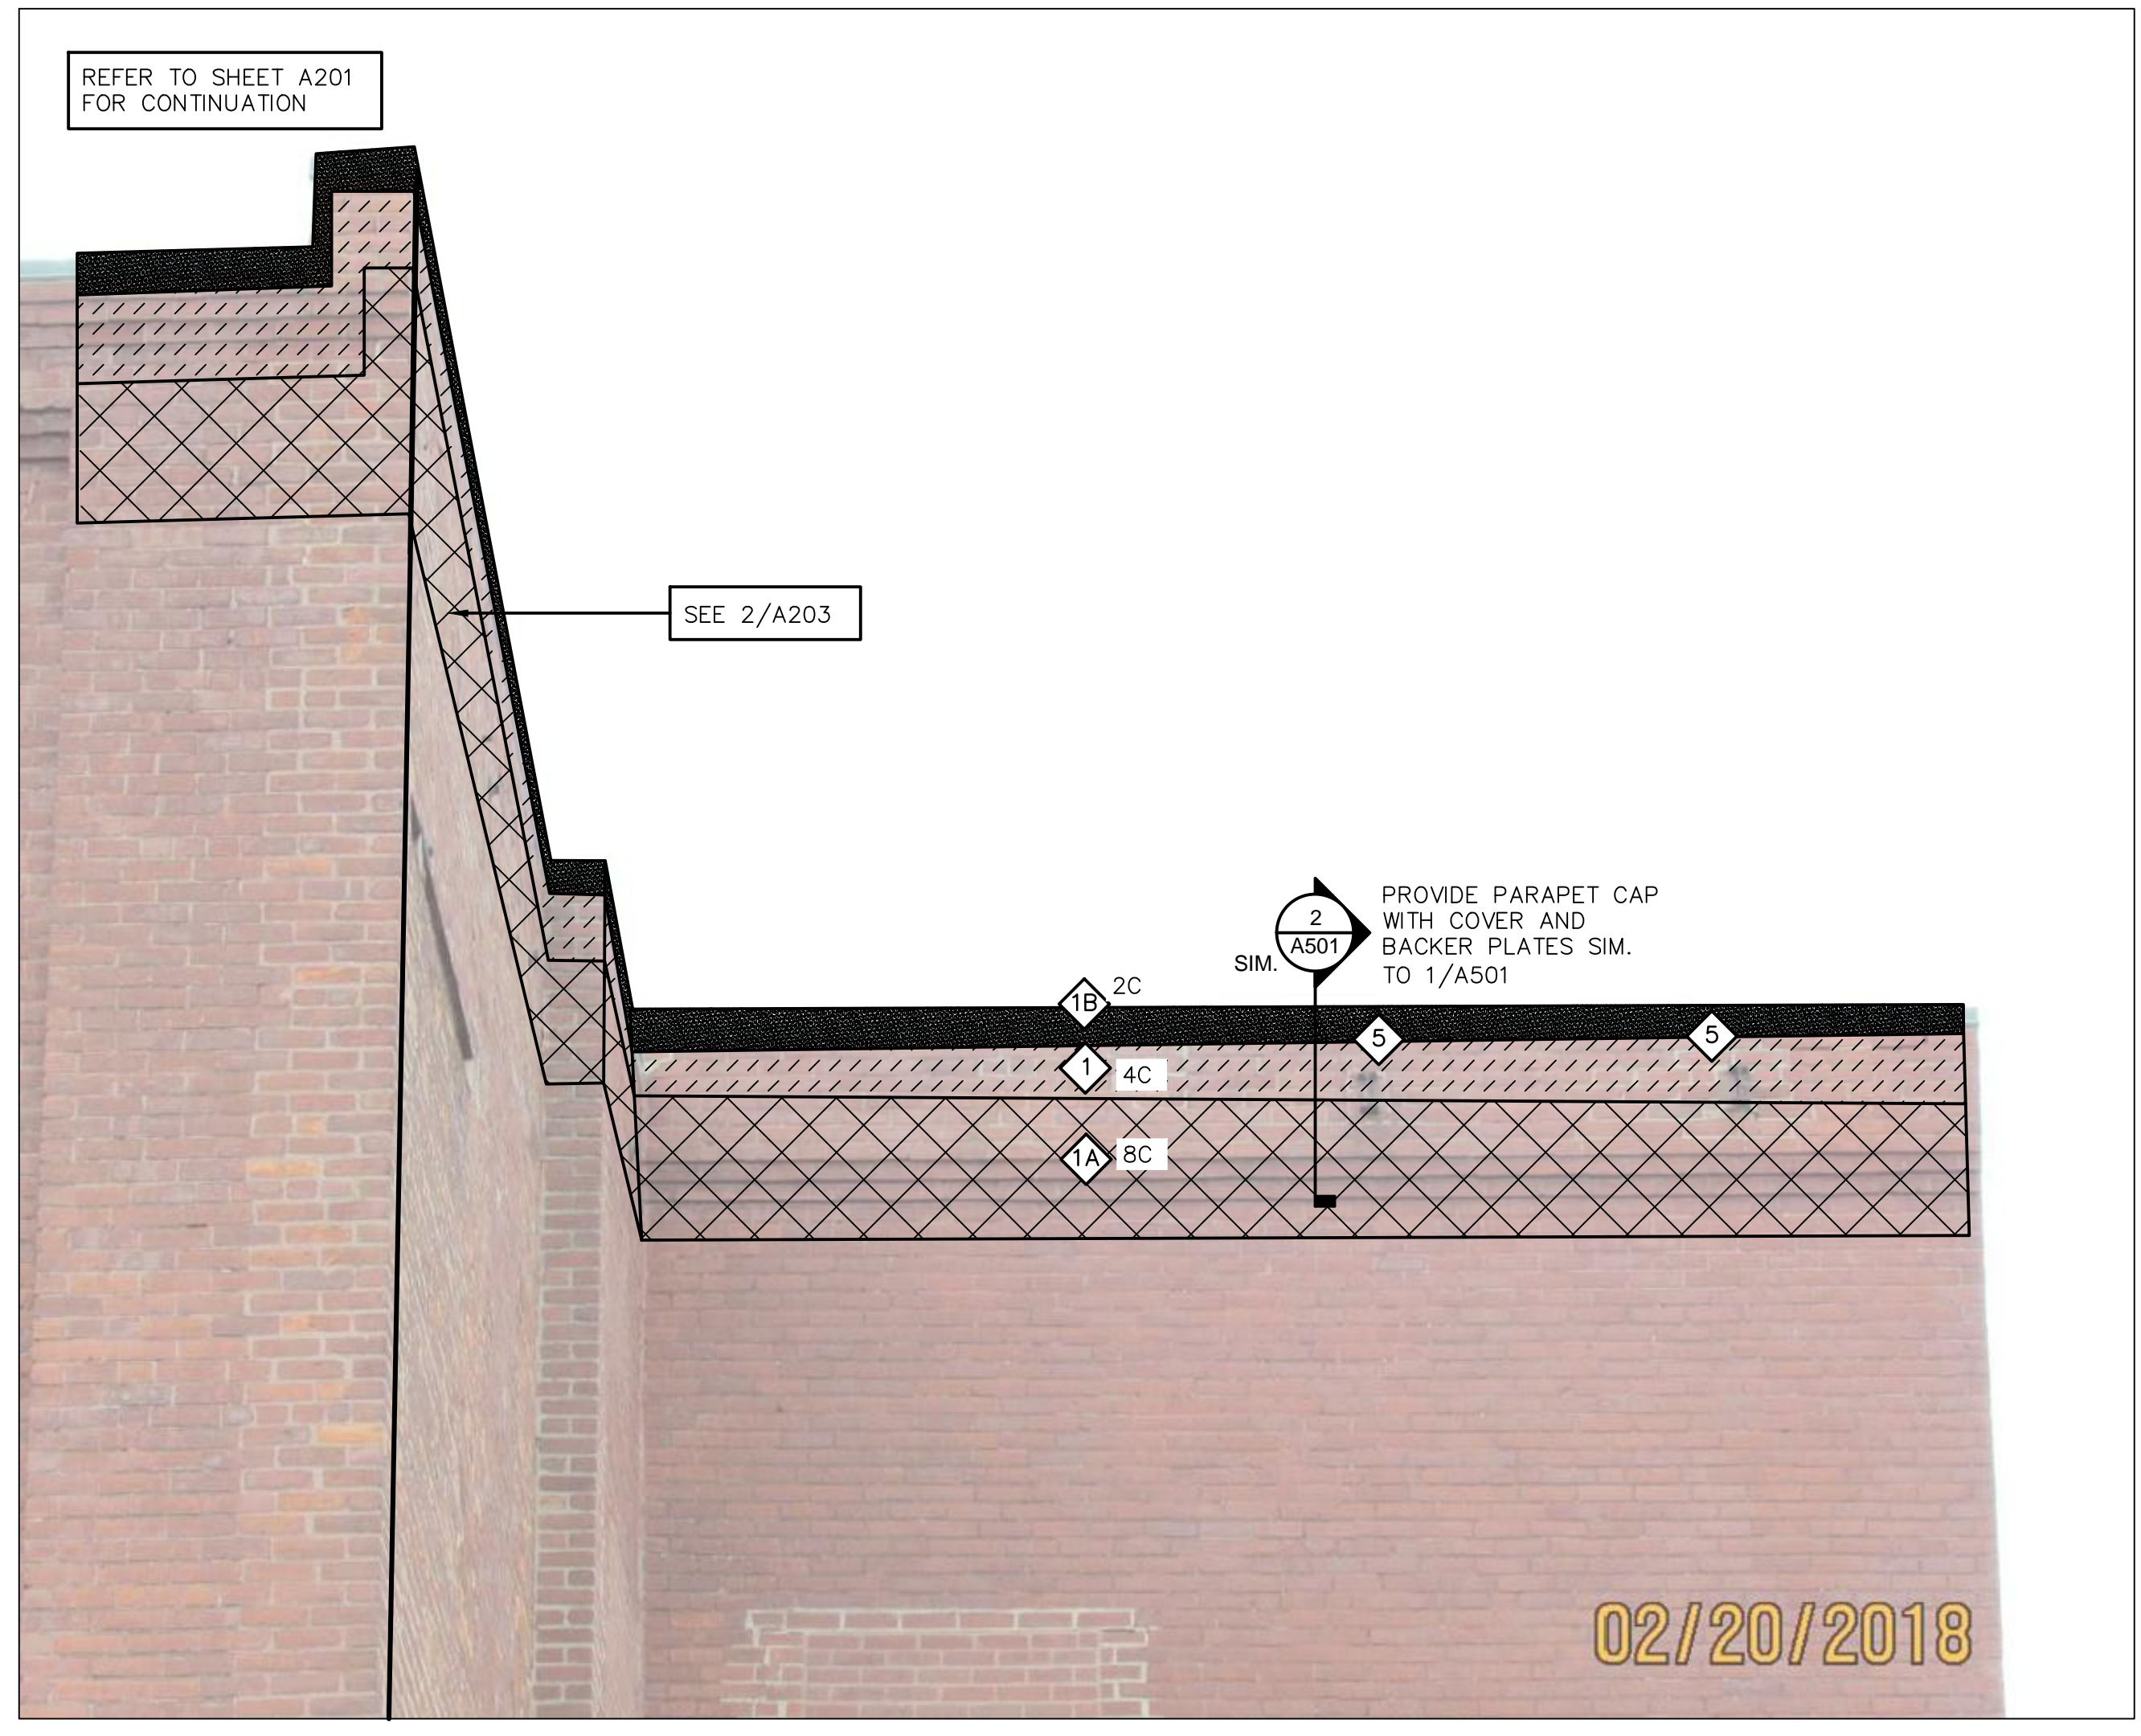 REFER TO SHEET A201
FOR CONTINUATION
SEE 2/A203
2
A501
SIM.
PROVIDE PARAPET CAP
WITH COVER AND
BACKER PLATES SIM.
TO 1/A501
1B 2C
1 4C
5
5
1A 8C
02/20/2018